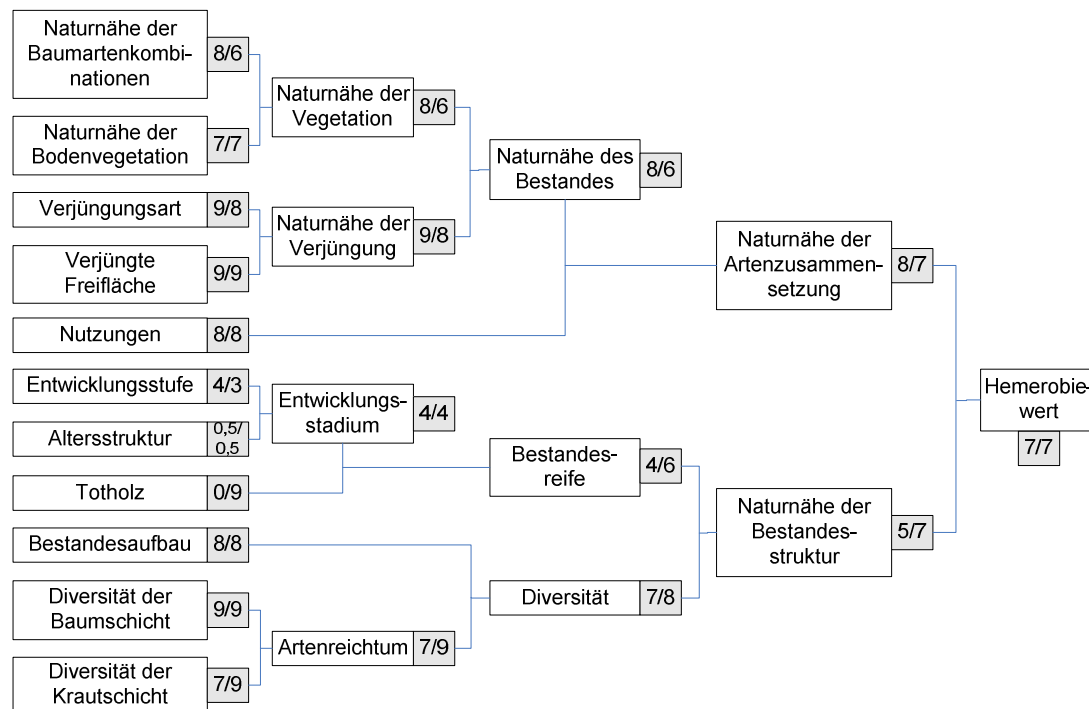 Naturnähe der
Baumartenkombi-
nationen
8/6
Naturnähe der
Bodenvegetation
7/7
Verjüngungsart
9/8
Verjüngte
Freifläche
9/9
Nutzungen
8/8
Entwicklungsstufe
4/3
Altersstruktur
0,5/
0,5
Totholz
0/9
Bestandesaufbau
8/8
Diversität der
Baumschicht
9/9
Diversität der
Krautschicht
7/9
Naturnähe der
Vegetation
8/6
Naturnähe der
Verjüngung
9/8
Entwicklungs-
stadium
4/4
Artenreichtum
7/9
Naturnähe des
Bestandes
8/6
Bestandes-
reife
4/6
Diversität
7/8
Naturnähe der
Artenzusammen-
setzung
8/7
Naturnähe der
Bestandes-
struktur
5/7
Hemerobie-
wert
7/7